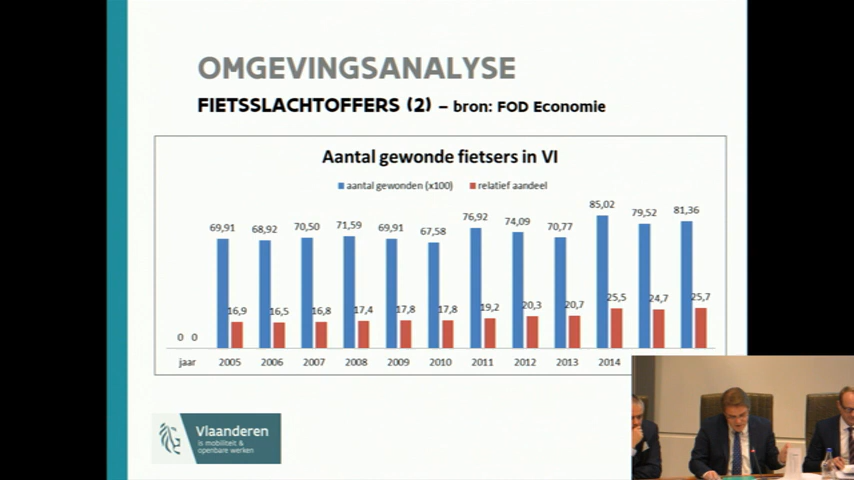 OMGEVINGSANALYSE
FIETSSLACHTOFFERS (2) – bron: FOD Economie
Aantal gewonde fietsers in Vl
aantal gewonden (x100) relatief aandeel
0 0 69,91 16,9 68,92 16,5 70,50 16,8 71,59 17,4 69,91 17,8 67,58 17,8 76,92 19,2 74,09 20,3 70,77 20,7 85,02 25,5 79,52 24,7 81,36 25,7
jaar 2005 2006 2007 2008 2009 2010 2011 2012 2013 2014
Vlaanderen
is mobiliteit &
openbare werken